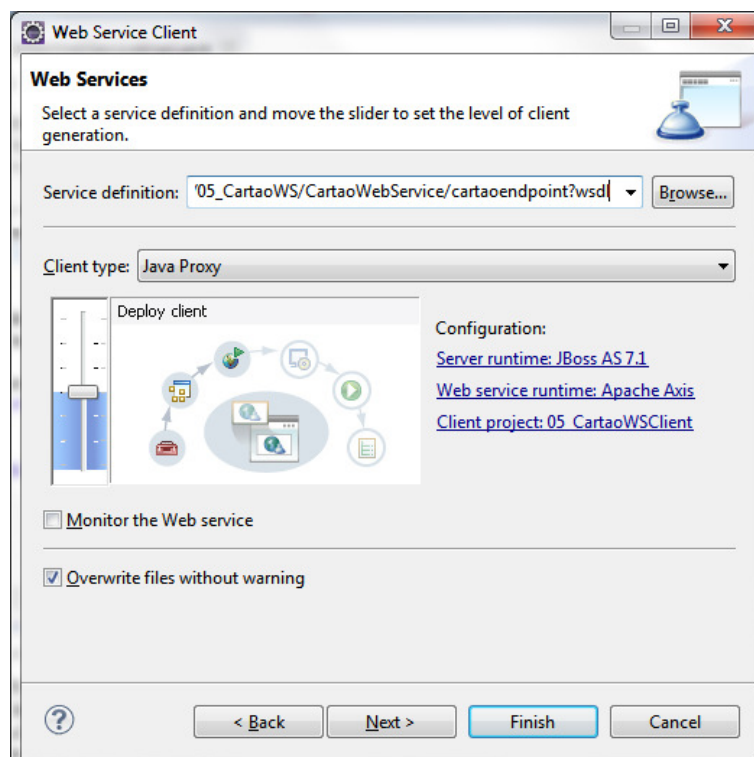 Web Service Client
Web Services
Select a service definition and move the slider to set the level of client
generation.
Service definition: '05_CartaoWS/CartaoWebService/cartaoendpoint?wsdl
Browse...
Client type: Java Proxy
Deploy client
Configuration:
Server runtime: JBoss AS 7.1
Web service runtime: Apache Axis
Client project: 05_CartaoWSClient
Monitor the Web service
Overwrite files without warning
< Back
Next >
Finish
Cancel